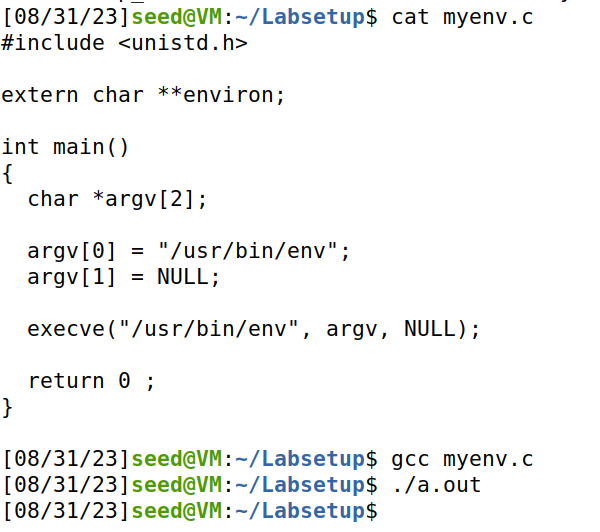 [08/31/23]seed@VM:~/Labsetup$ cat myenv.c
#include <unistd.h>
extern char **environ;
int main()
{
  char *argv[2];
  argv[0] = "/usr/bin/env";
  argv[1] = NULL;
  execve("/usr/bin/env", argv, NULL);
  return 0 ;
}
[08/31/23]seed@VM:~/Labsetup$ gcc myenv.c
[08/31/23]seed@VM:~/Labsetup$ ./a.out
[08/31/23]seed@VM:~/Labsetup$